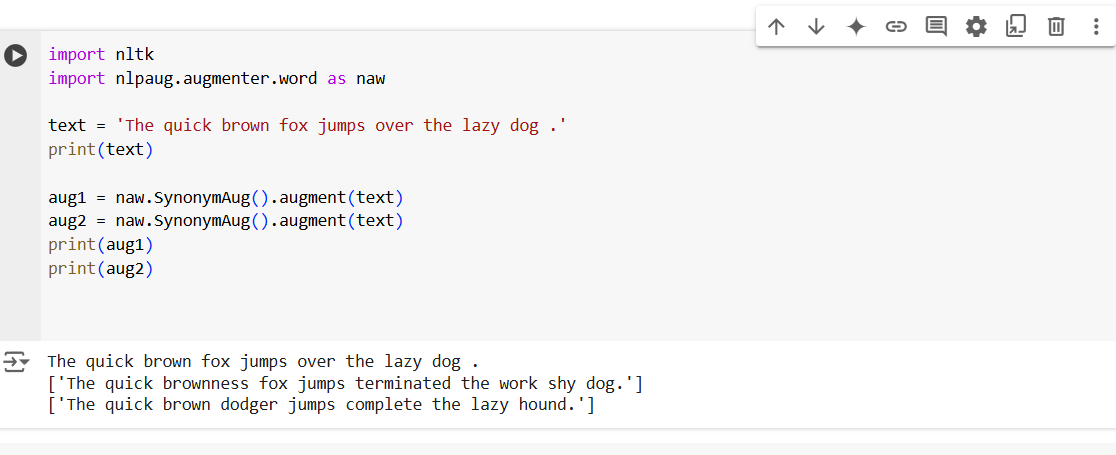 import nltk
import nlpaug.augmenter.word as naw
text = 'The quick brown fox jumps over the lazy dog .'
print(text)
aug1 = naw.SynonymAug().augment(text)
aug2 = naw.SynonymAug().augment(text)
print(aug1)
print(aug2)
The quick brown fox jumps over the lazy dog .
['The quick brownness fox jumps terminated the work shy dog.']
['The quick brown dodger jumps complete the lazy hound.']